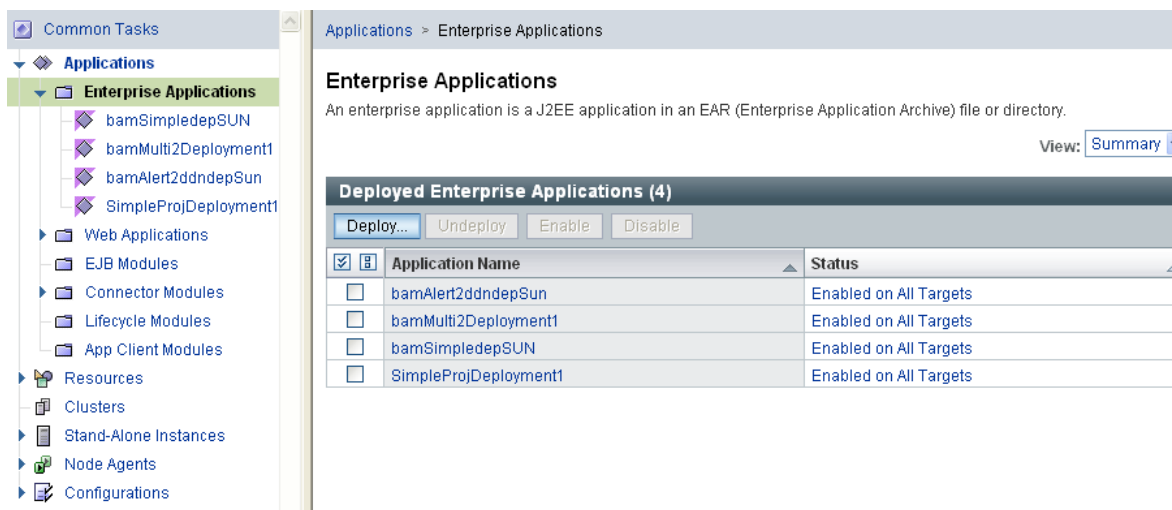 Common Tasks
Applications
Enterprise Applications
bamSimpledepSUN
bamMulti2Deployment1
bamAlert2ddndepSun
SimpleProjDeployment1
Web Applications
EJB Modules
Connector Modules
Lifecycle Modules
App Client Modules
Resources
Clusters
Stand-Alone Instances
Node Agents
Configurations
Applications > Enterprise Applications
Enterprise Applications
An enterprise application is a J2EE application in an EAR (Enterprise Application Archive) file or directory.
View: Summary
Deployed Enterprise Applications (4)
Deploy... Undeploy Enable Disable
Application Name Status
bamAlert2ddndepSun Enabled on All Targets
bamMulti2Deployment1 Enabled on All Targets
bamSimpledepSUN Enabled on All Targets
SimpleProjDeployment1 Enabled on All Targets